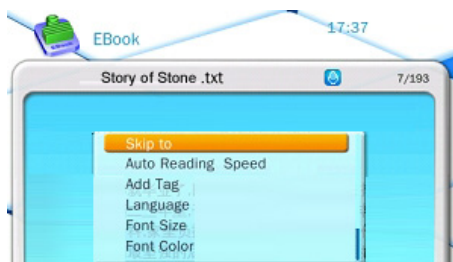 EBook
17:37
Story of Stone .txt
7/193
Skip to
Auto Reading Speed
Add Tag
Language
Font Size
Font Color